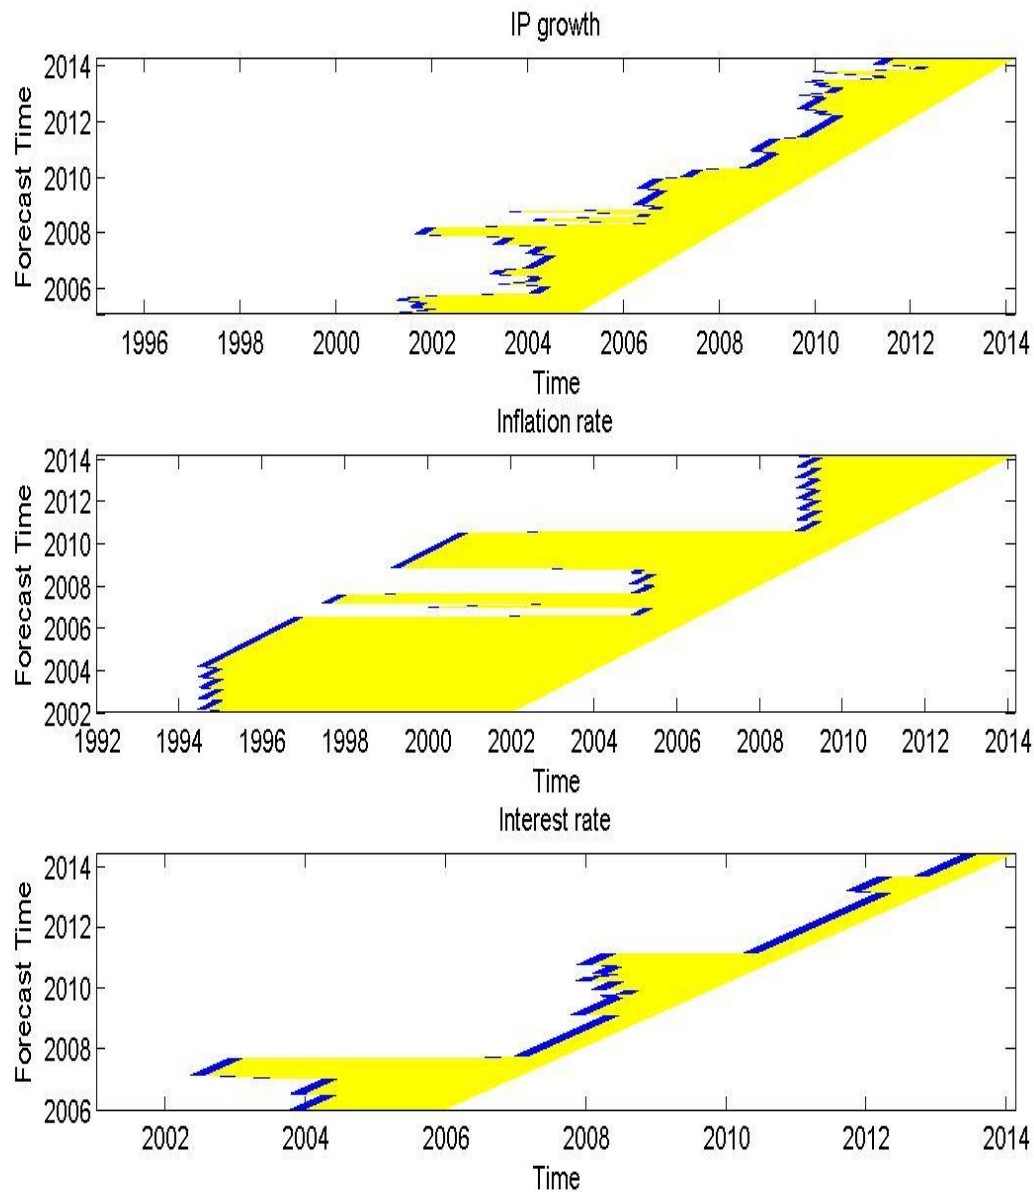 IP growth
Forecast Time
2014
2012
2010
2008
2006
1996 1998 2000 2002 2004 2006 2008 2010 2012 2014
Time
Inflation rate
Forecast Time
2014
2012
2010
2008
2006
2004
2002
1992 1994 1996 1998 2000 2002 2004 2006 2008 2010 2012 2014
Time
Interest rate
Forecast Time
2014
2012
2010
2008
2006
2002 2004 2006 2008 2010 2012 2014
Time